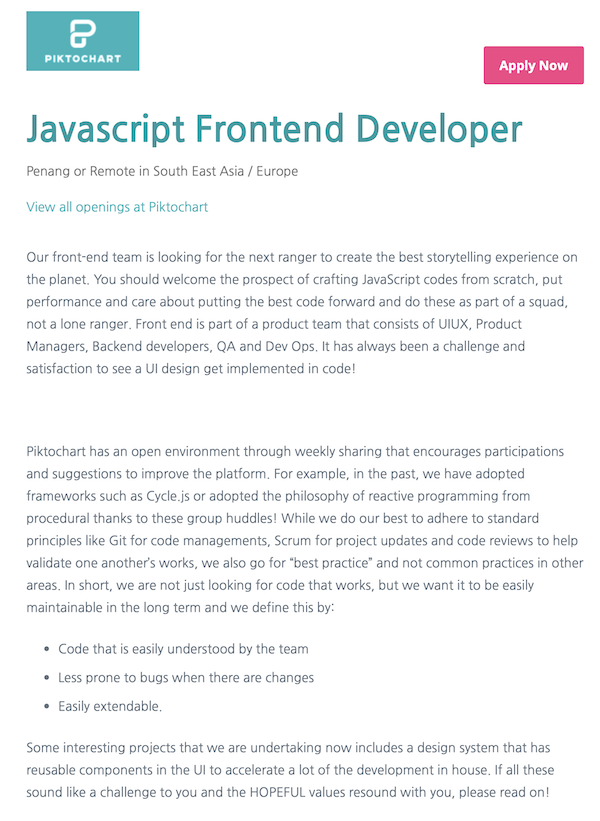 PIKTOCHART
Apply Now
Javascript Frontend Developer
Penang or Remote in South East Asia / Europe
View all openings at Piktochart
Our front-end team is looking for the next ranger to create the best storytelling experience on
the planet. You should welcome the prospect of crafting JavaScript codes from scratch, put
performance and care about putting the best code forward and do these as part of a squad,
not a lone ranger. Front end is part of a product team that consists of UIUX, Product
Managers, Backend developers, QA and Dev Ops. It has always been a challenge and
satisfaction to see a UI design get implemented in code!
Piktochart has an open environment through weekly sharing that encourages participations
and suggestions to improve the platform. For example, in the past, we have adopted
frameworks such as Cycle.js or adopted the philosophy of reactive programming from
procedural thanks to these group huddles! While we do our best to adhere to standard
principles like Git for code managements, Scrum for project updates and code reviews to help
validate one another’s works, we also go for “best practice” and not common practices in other
areas. In short, we are not just looking for code that works, but we want it to be easily
maintainable in the long term and we define this by:
• Code that is easily understood by the team
• Less prone to bugs when there are changes
• Easily extendable.
Some interesting projects that we are undertaking now includes a design system that has
reusable components in the UI to accelerate a lot of the development in house. If all these
sound like a challenge to you and the HOPEFUL values resound with you, please read on!